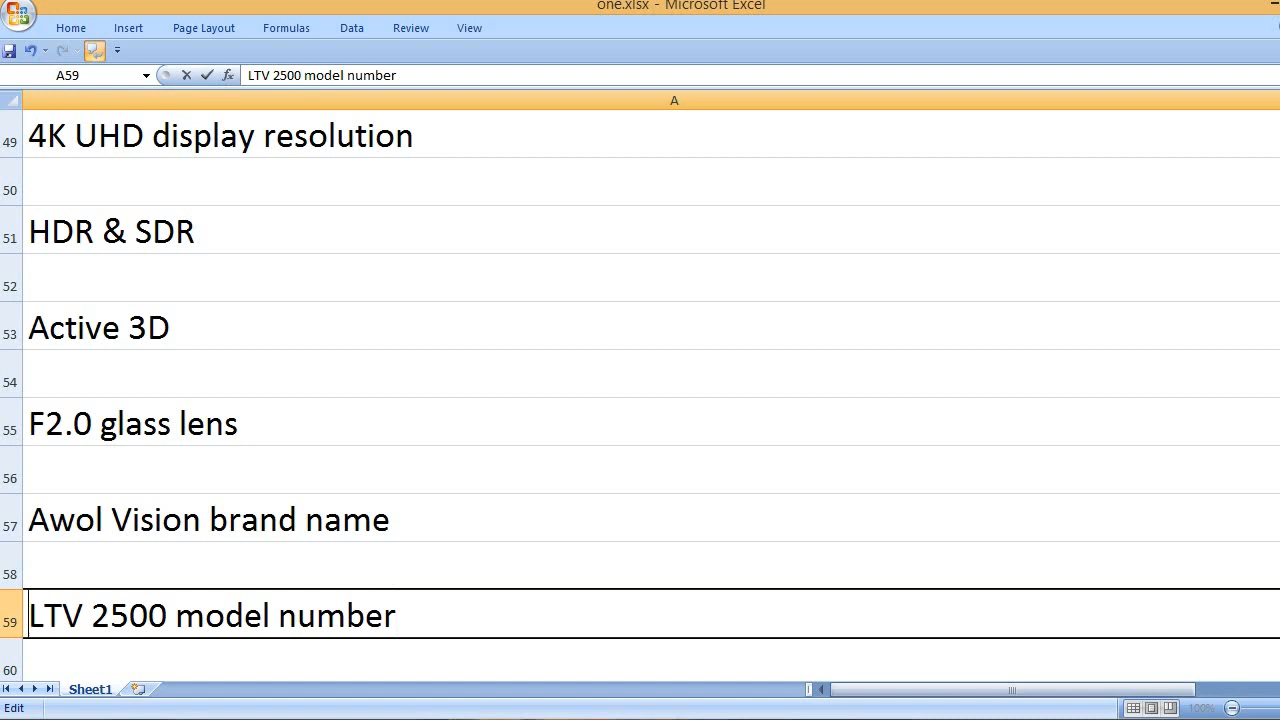 one.xlsx - Microsoft Excel
Home Insert Page Layout Formulas Data Review View
A59 fx LTV 2500 model number
A
49 4K UHD display resolution
50
51 HDR & SDR
52
53 Active 3D
54
55 F2.0 glass lens
56
57 Awol Vision brand name
58
59 LTV 2500 model number
60
Sheet1
Edit 100%